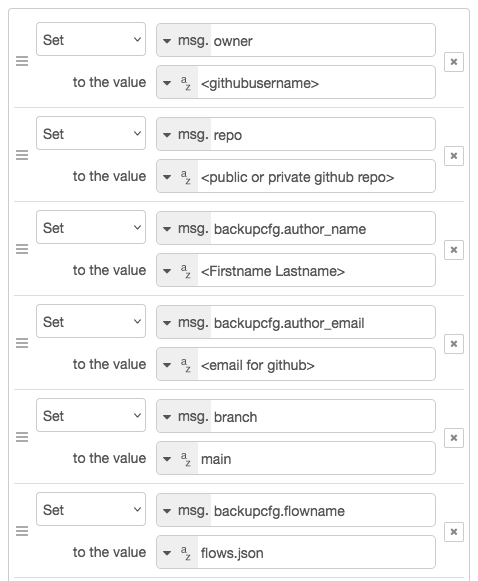 Set msg. owner
to the value az <githubusername>
Set msg. repo
to the value az <public or private github repo>
Set msg. backupcfg.author_name
to the value az <Firstname Lastname>
Set msg. backupcfg.author_email
to the value az <email for github>
Set msg. branch
to the value az main
Set msg. backupcfg.flowname
to the value az flows.json